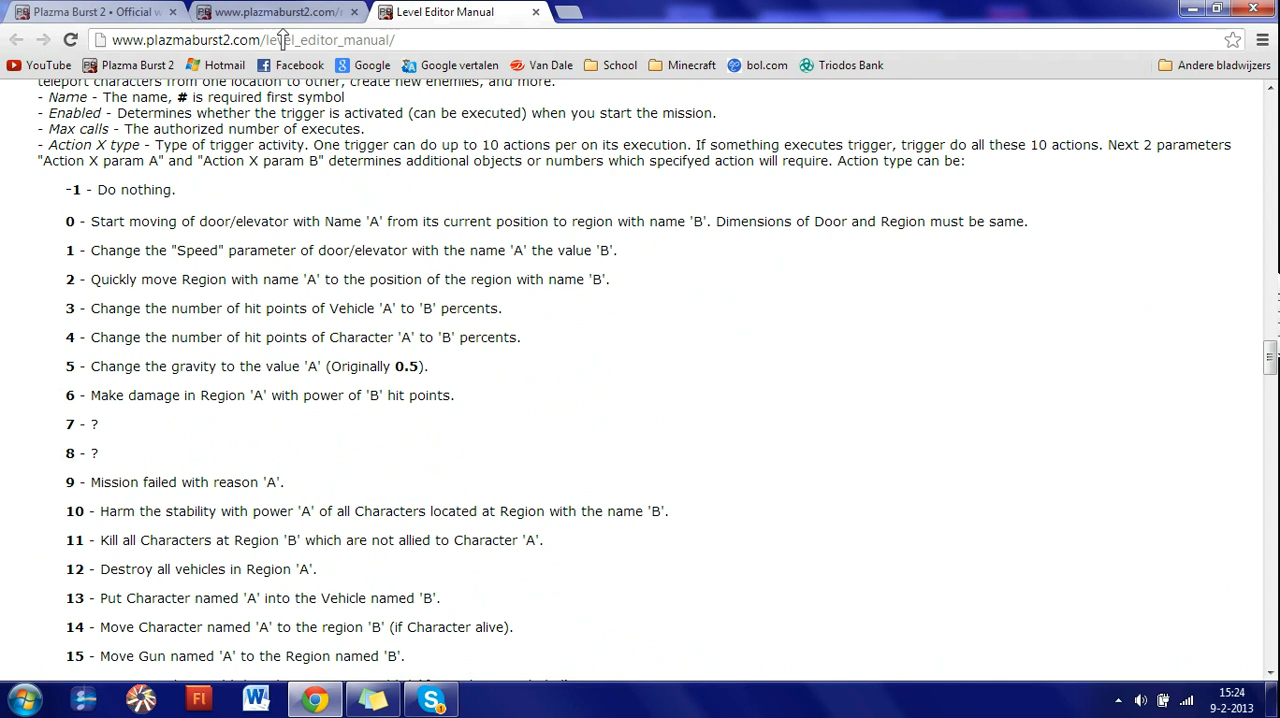 Plazma Burst 2 • Official w
www.plazmaburst2.com/
Level Editor Manual
www.plazmaburst2.com/level_editor_manual/
YouTube Plazma Burst 2 Hotmail Facebook Google Google vertalen Van Dale School Minecraft bol.com Triodos Bank Andere bladwijzers
teleport characters from one location to other, create new enemies, and more.
- Name - The name, # is required first symbol
- Enabled - Determines whether the trigger is activated (can be executed) when you start the mission.
- Max calls - The authorized number of executes.
- Action X type - Type of trigger activity. One trigger can do up to 10 actions per on its execution. If something executes trigger, trigger do all these 10 actions. Next 2 parameters
"Action X param A" and "Action X param B" determines additional objects or numbers which specifyed action will require. Action type can be:
-1 - Do nothing.
0 - Start moving of door/elevator with Name 'A' from its current position to region with name 'B'. Dimensions of Door and Region must be same.
1 - Change the "Speed" parameter of door/elevator with the name 'A' the value 'B'.
2 - Quickly move Region with name 'A' to the position of the region with name 'B'.
3 - Change the number of hit points of Vehicle 'A' to 'B' percents.
4 - Change the number of hit points of Character 'A' to 'B' percents.
5 - Change the gravity to the value 'A' (Originally 0.5).
6 - Make damage in Region 'A' with power of 'B' hit points.
7 - ?
8 - ?
9 - Mission failed with reason 'A'.
10 - Harm the stability with power 'A' of all Characters located at Region with the name 'B'.
11 - Kill all Characters at Region 'B' which are not allied to Character 'A'.
12 - Destroy all vehicles in Region 'A'.
13 - Put Character named 'A' into the Vehicle named 'B'.
14 - Move Character named 'A' to the region 'B' (if Character alive).
15 - Move Gun named 'A' to the Region named 'B'.
15:24
9-2-2013